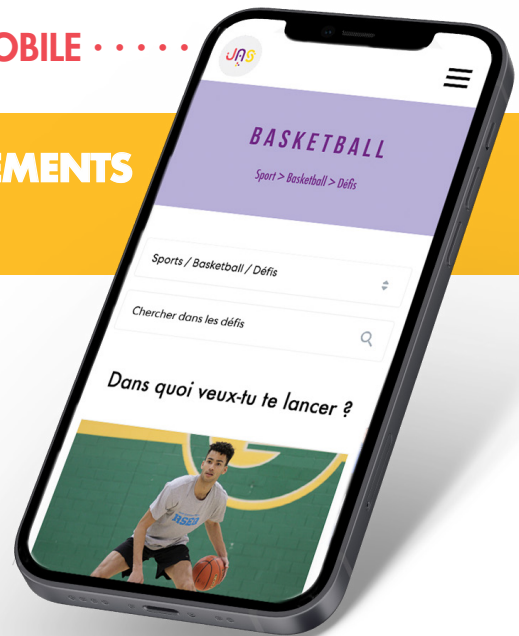 OBILE
JAS
BASKETBALL
Sport > Basketball > Défis
EMENTS
Sports / Basketball / Défis
Chercher dans les défis
Dans quoi veux-tu te lancer ?